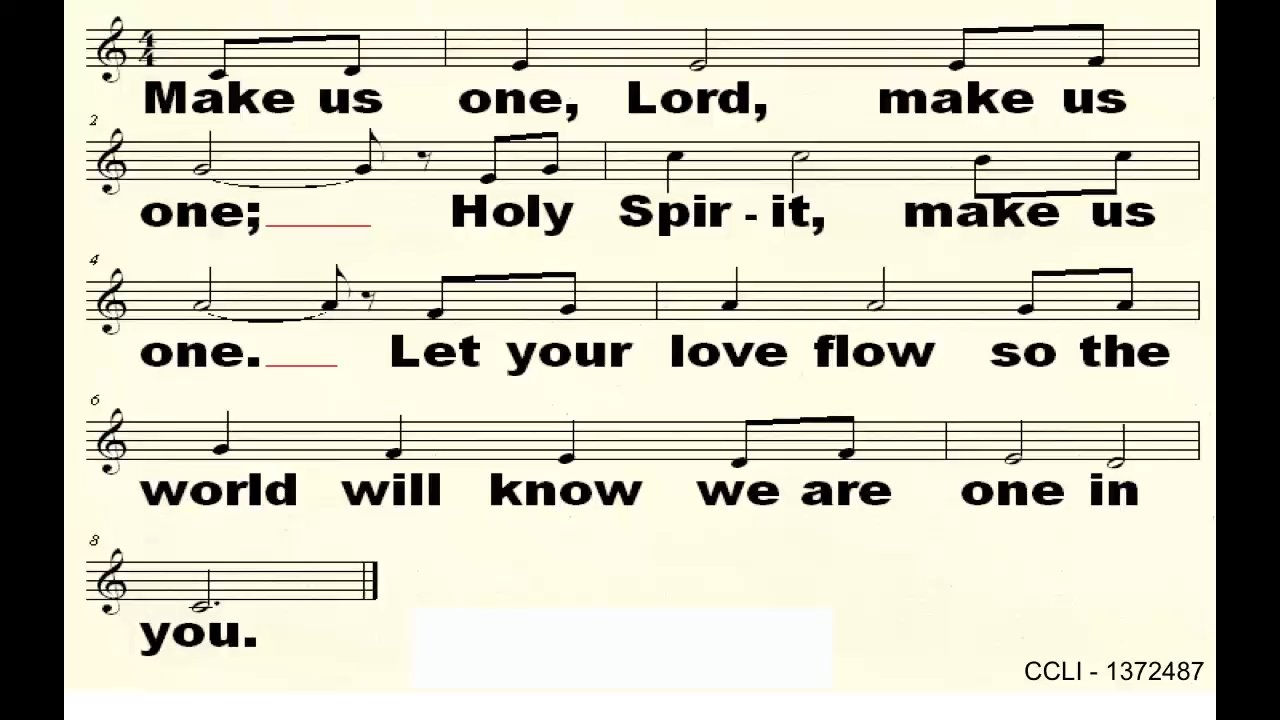 4
4
Make us one, Lord, make us
2
one; Holy Spir - it, make us
4
one. Let your love flow so the
6
world will know we are one in
8
you.
CCLI - 1372487